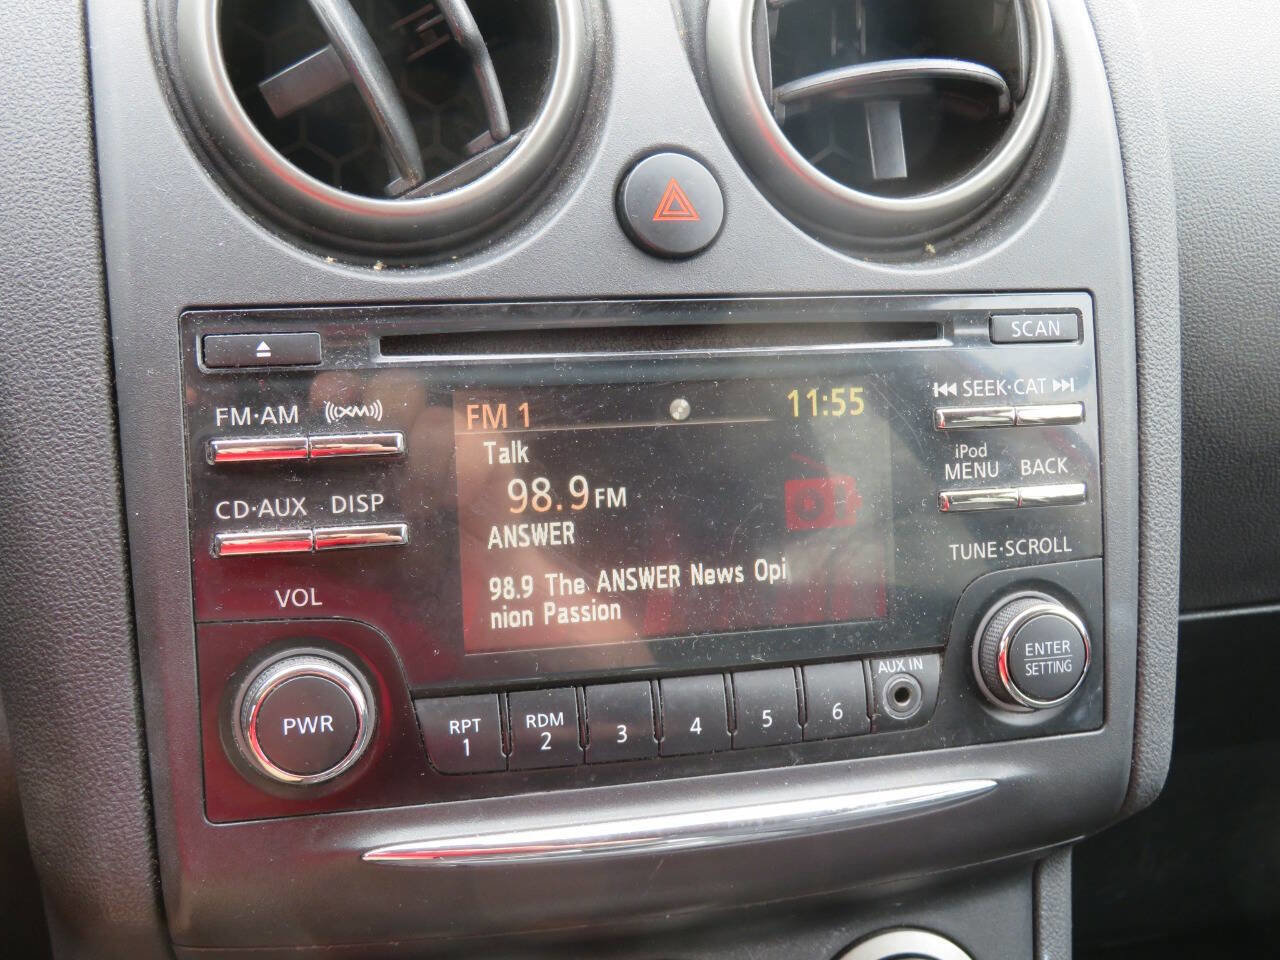 SCAN
FM·AM
((XM))
SEEK·CAT
CD·AUX
DISP
iPod
MENU
BACK
VOL
TUNE·SCROLL
FM 1
11:55
Talk
98.9 FM
ANSWER
98.9 The ANSWER News Opi
nion Passion
PWR
RPT
1
RDM
2
3
4
5
6
AUX IN
ENTER
SETTING